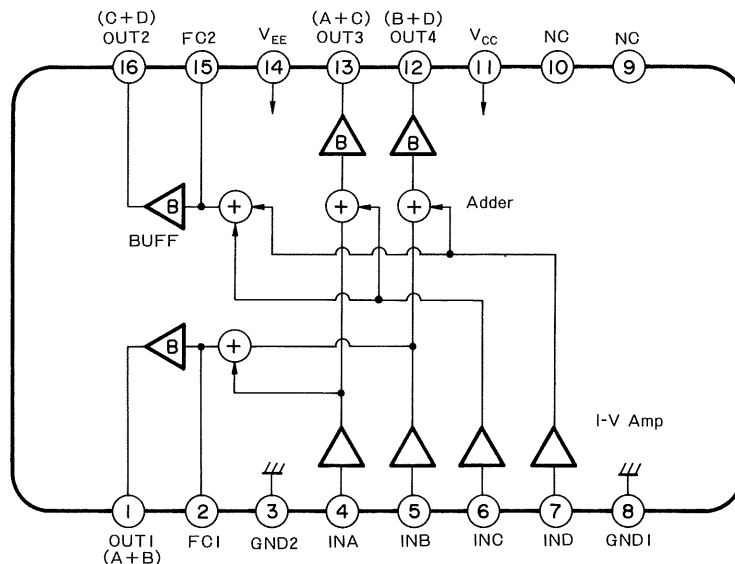 (C+D) (A+C) (B+D)
OUT2 FC2 VEE OUT3 OUT4 VCC NC NC
16 15 14 13 12 11 10 9
B B
B + + + Adder
BUFF
B +
I-V Amp
1 2 3 4 5 6 7 8
OUT1 FC1 GND2 INA INB INC IND GND1
(A+B)